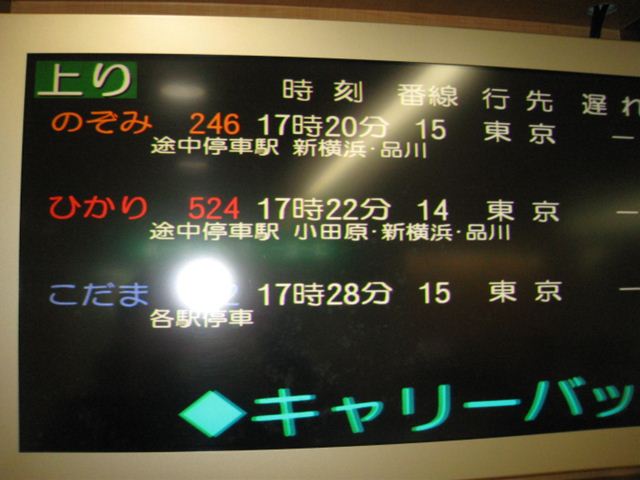 上り
時刻 番線 行先 遅れ
のぞみ 246 17時20分 15 東京 —
途中停車駅 新横浜・品川
ひかり 524 17時22分 14 東京 —
途中停車駅 小田原・新横浜・品川
こだま 17時28分 15 東京 —
各駅停車
◆キャリーバッ